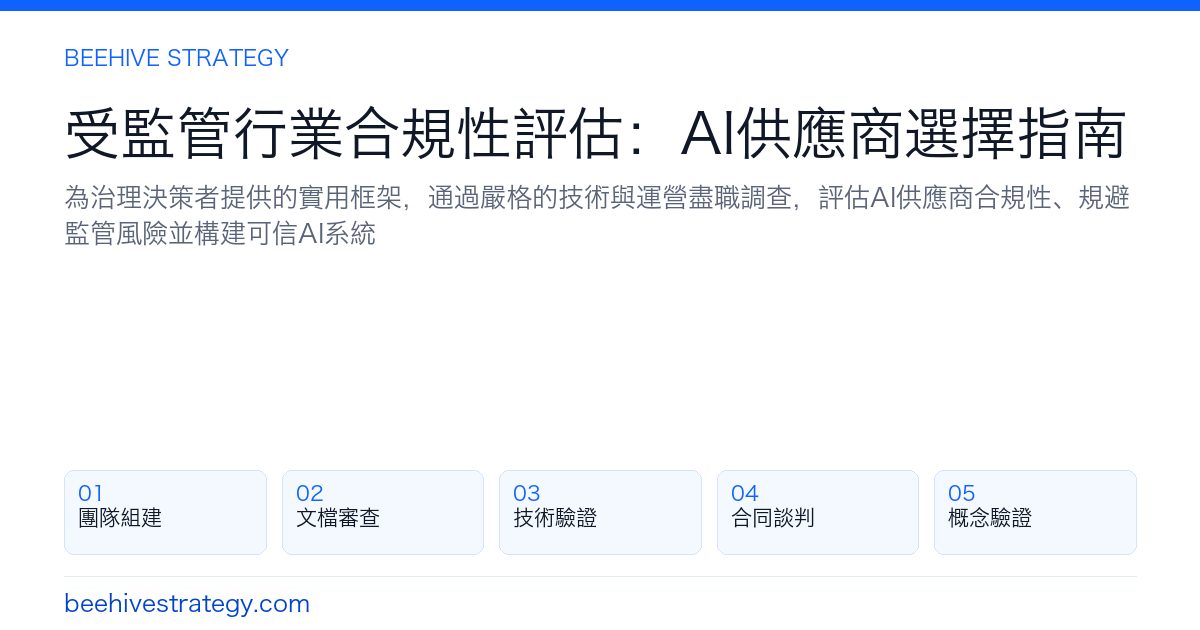 BEEHIVE STRATEGY
受監管行業合規性評估：AI供應商選擇指南
為治理決策者提供的實用框架，通過嚴格的技術與運營盡職調查，評估AI供應商合規性、規避
監管風險並構建可信AI系統
01
團隊組建
02
文檔審查
03
技術驗證
04
合同談判
05
概念驗證
beehivestrategy.com